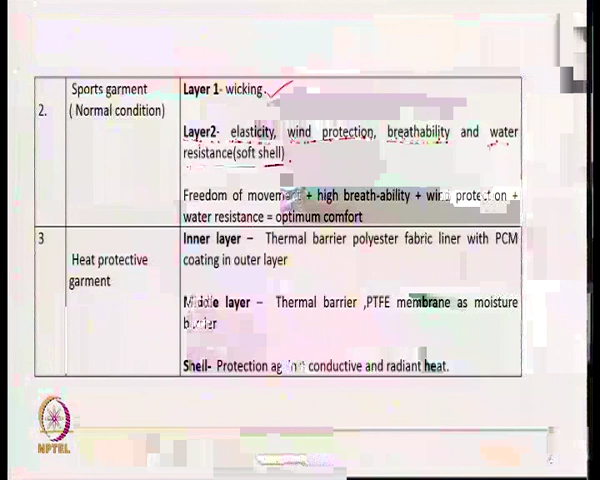 Sports garment
( Normal condition)
2.
Layer 1- wicking.
Layer2- elasticity, wind protection, breathability and water
resistance(soft shell) .
Freedom of movement + high breath-ability + wind protection +
water resistance = optimum comfort
3
Heat protective
garment
Inner layer – Thermal barrier polyester fabric liner with PCM
coating in outer layer
Middle layer – Thermal barrier ,PTFE membrane as moisture
barrier
Shell- Protection against conductive and radiant heat.
NPTEL